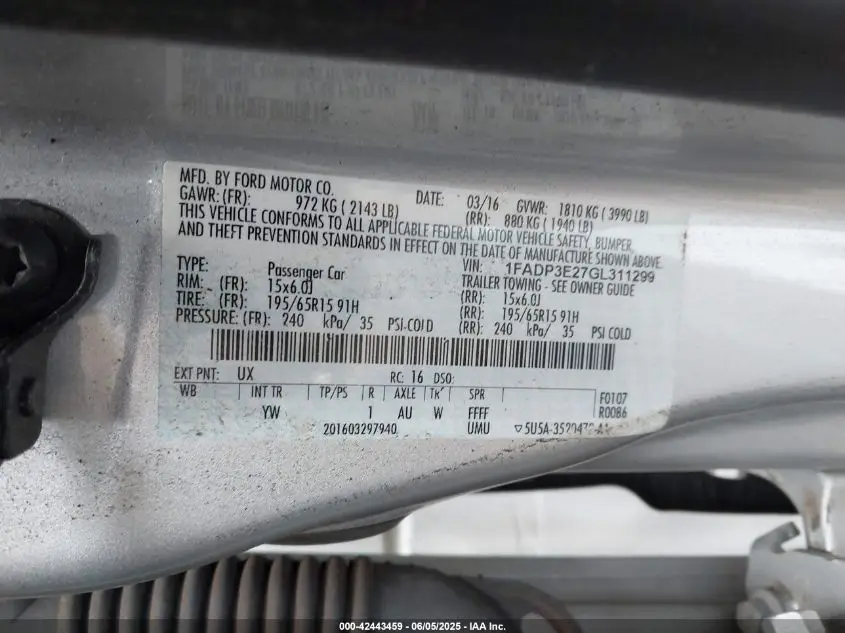 MFD. BY FORD MOTOR CO.
DATE: 03/16 GVWR: 1810 KG ( 3990 LB)
GAWR: (FR): 972 KG ( 2143 LB) (RR): 880 KG ( 1940 LB)
THIS VEHICLE CONFORMS TO ALL APPLICABLE FEDERAL MOTOR VEHICLE SAFETY, BUMPER,
AND THEFT PREVENTION STANDARDS IN EFFECT ON THE DATE OF MANUFACTURE SHOWN ABOVE.
VIN: 1FADP3E27GL311299
TYPE: Passenger Car TRAILER TOWING - SEE OWNER GUIDE
RIM: (FR): 15x6.0J (RR): 15x6.0J
TIRE: (FR): 195/65R15 91H (RR): 195/65R15 91H
PRESSURE: (FR): 240 kPa/ 35 PSI-COLD (RR): 240 kPa/ 35 PSI COLD
EXT PNT: UX RC: 16 DSO:
WB INT TR TP/PS R AXLE TR SPR F0107
YW 1 AU W FFFF R0086
201603297940 UMU ▽5U5A-
000-42443459 - 06/05/2025 - IAA Inc.